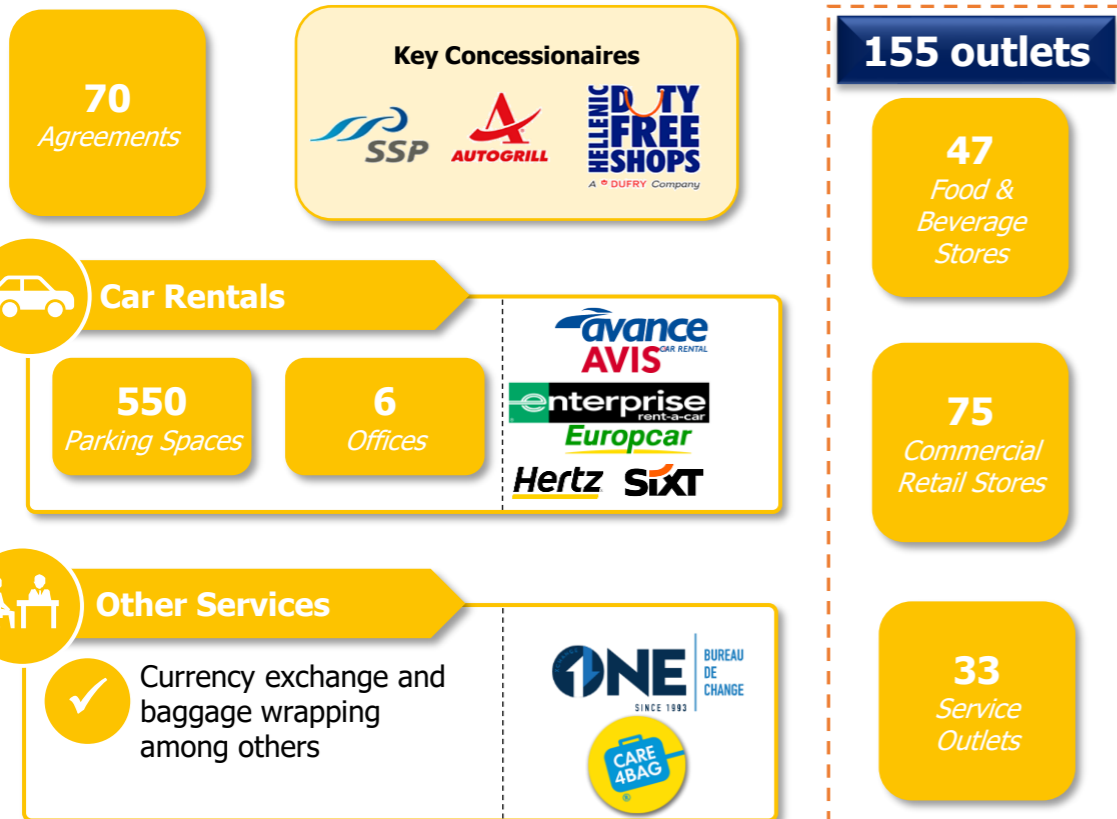 70
Agreements
Key Concessionaires
SSP
AUTOGRILL
HELLENIC
DUTY
FREE
SHOPS
A DUFRY Company
Car Rentals
550
Parking Spaces
6
Offices
avance
CAR RENTAL
AVIS
enterprise
rent-a-car
Europcar
Hertz SIXT
Other Services
Currency exchange and
baggage wrapping
among others
ONE
BUREAU
DE
CHANGE
SINCE 1993
CARE
4BAG
155 outlets
47
Food &
Beverage
Stores
75
Commercial
Retail Stores
33
Service
Outlets